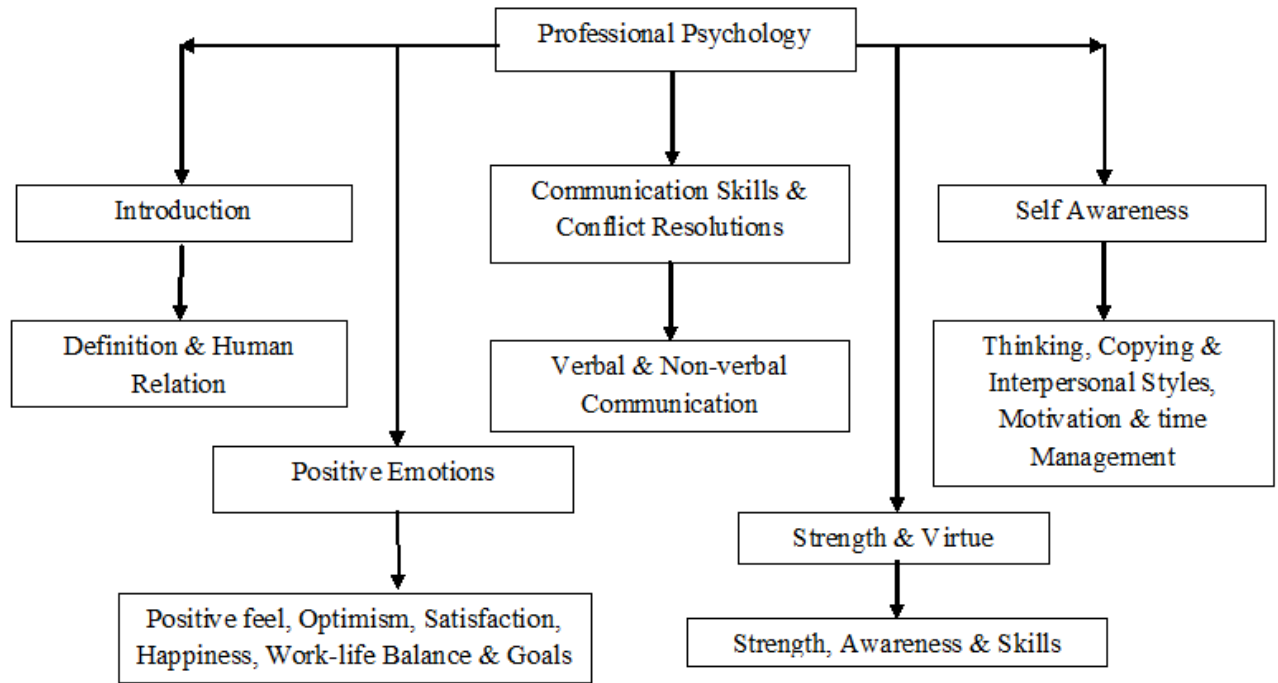 Professional Psychology
Introduction
Communication Skills &
Conflict Resolutions
Self Awareness
Definition & Human
Relation
Verbal & Non-verbal
Communication
Thinking, Copying &
Interpersonal Styles,
Motivation & time
Management
Positive Emotions
Strength & Virtue
Positive feel, Optimism, Satisfaction,
Happiness, Work-life Balance & Goals
Strength, Awareness & Skills